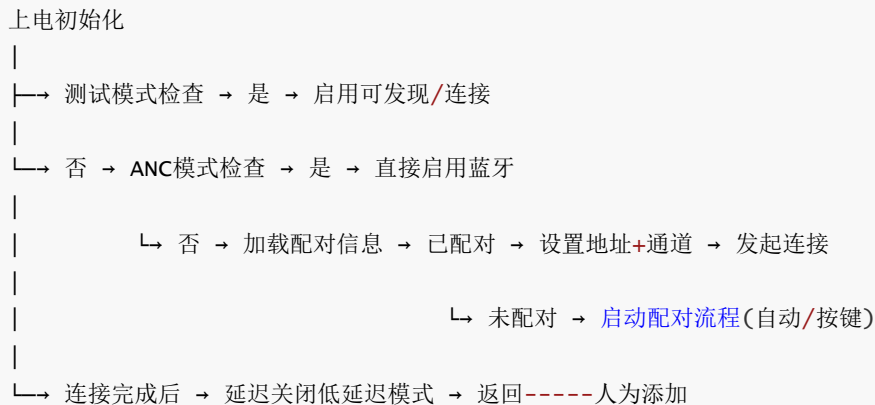 上电初始化
│
├─→ 测试模式检查 → 是 → 启用可发现/连接
│
└─→ 否 → ANC模式检查 → 是 → 直接启用蓝牙
│
│         └→ 否 → 加载配对信息 → 已配对 → 设置地址+通道 → 发起连接
│
│                              └→ 未配对 → 启动配对流程(自动/按键)
│
└─→ 连接完成后 → 延迟关闭低延迟模式 → 返回-----人为添加